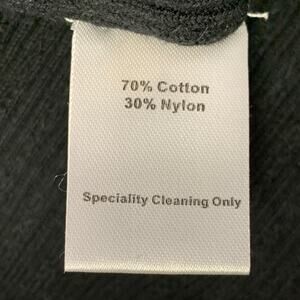 70% Cotton
30% Nylon
Speciality Cleaning Only